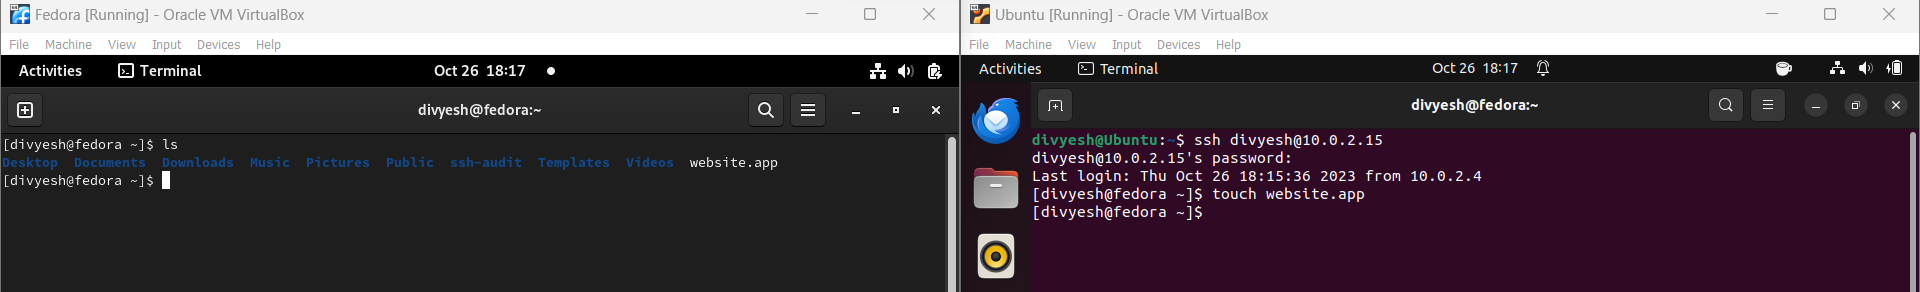 Fedora [Running] - Oracle VM VirtualBox
File Machine View Input Devices Help
Activities Terminal Oct 26 18:17
divyesh@fedora:~
[divyesh@fedora ~]$ ls
Desktop Documents Downloads Music Pictures Public ssh-audit Templates Videos website.app
[divyesh@fedora ~]$
Ubuntu [Running] - Oracle VM VirtualBox
File Machine View Input Devices Help
Activities Terminal Oct 26 18:17
divyesh@fedora:~
divyesh@Ubuntu:~$ ssh divyesh@10.0.2.15
divyesh@10.0.2.15's password:
Last login: Thu Oct 26 18:15:36 2023 from 10.0.2.4
[divyesh@fedora ~]$ touch website.app
[divyesh@fedora ~]$